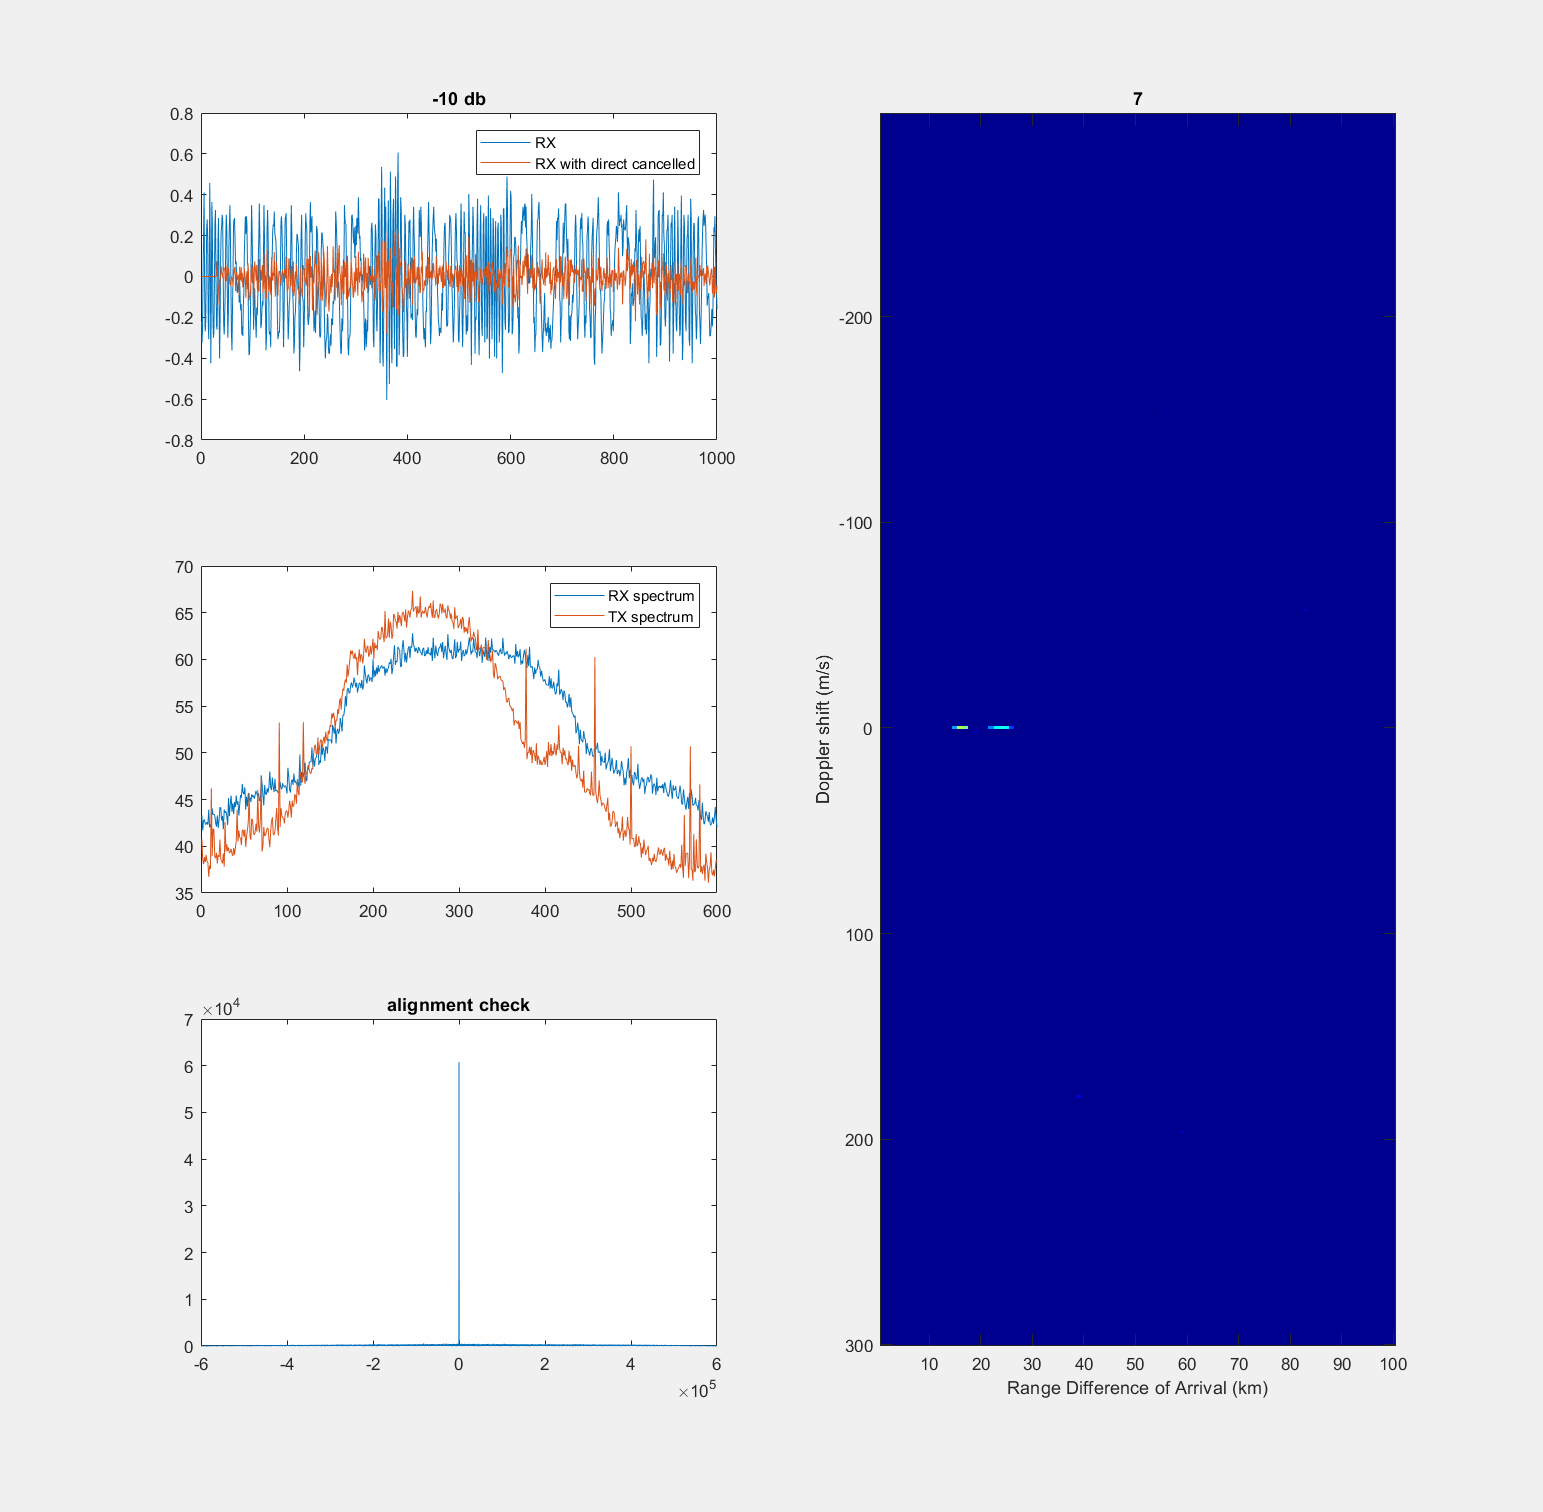 -10 db
0.8
0.6
0.4
0.2
0
-0.2
-0.4
-0.6
-0.8
0 200 400 600 800 1000
RX
RX with direct cancelled
70
65
60
55
50
45
40
35
0 100 200 300 400 500 600
RX spectrum
TX spectrum
alignment check
×10⁴
7
6
5
4
3
2
1
0
-6 -4 -2 0 2 4 6
×10⁵
7
Doppler shift (m/s)
-200
-100
0
100
200
300
10 20 30 40 50 60 70 80 90 100
Range Difference of Arrival (km)